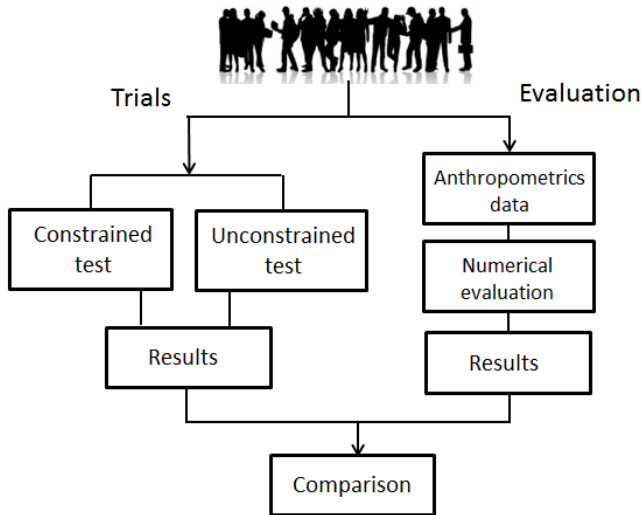 Trials
Evaluation
Constrained
test
Unconstrained
test
Results
Anthropometrics
data
Numerical
evaluation
Results
Comparison